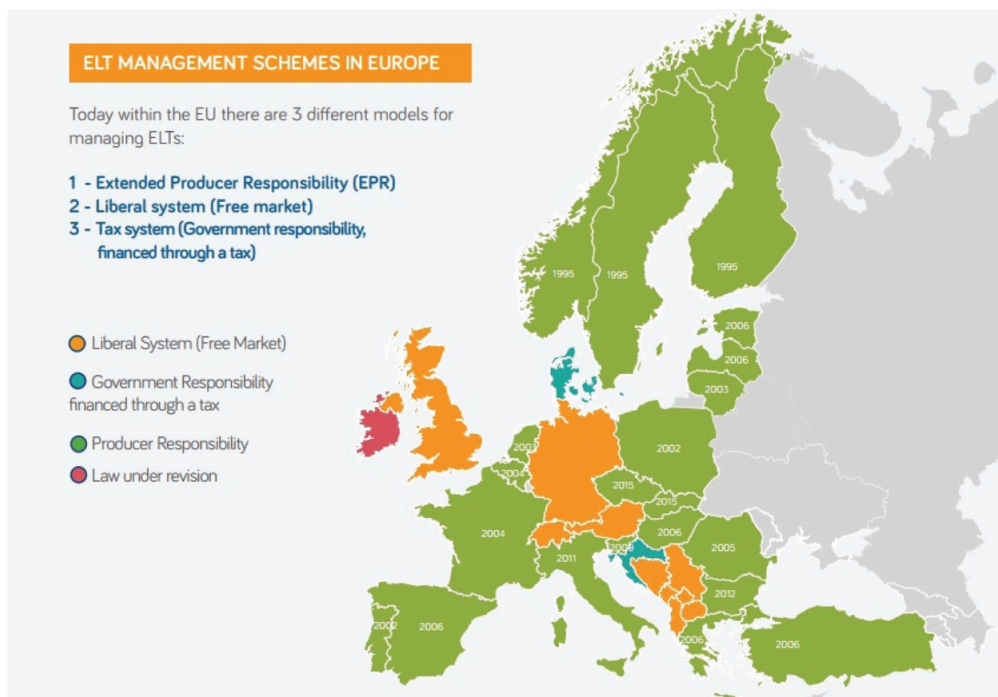 ELT MANAGEMENT SCHEMES IN EUROPE
Today within the EU there are 3 different models for
managing ELTs:
1 - Extended Producer Responsibility (EPR)
2 - Liberal system (Free market)
3 - Tax system (Government responsibility,
financed through a tax)
Liberal System (Free Market)
Government Responsibility
financed through a tax
Producer Responsibility
Law under revision
1995
1995
1995
2006
2006
2003
2003
2004
2002
2015
2015
2004
2006
2005
2011
2009
2012
2002
2006
2006
2006